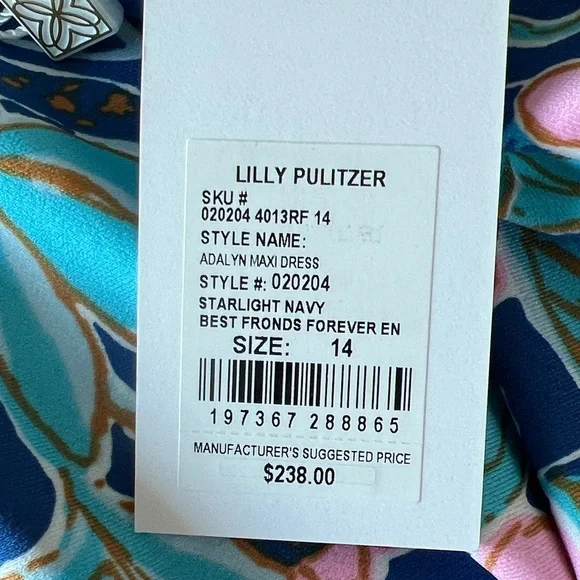 LILLY PULITZER
SKU #
020204 4013RF 14
STYLE NAME:
ADALYN MAXI DRESS
STYLE #: 020204
STARLIGHT NAVY
BEST FRONDS FOREVER EN
SIZE: 14
197367 288865
MANUFACTURER'S SUGGESTED PRICE
$238.00